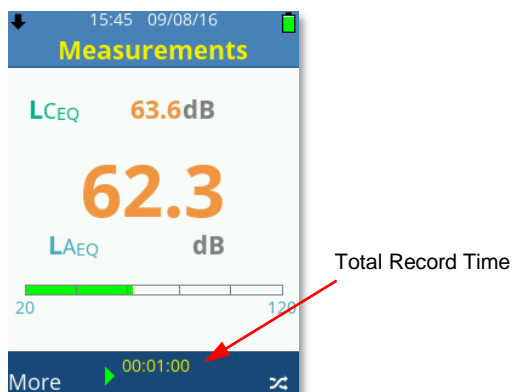 15:45 09/08/16
Measurements
LCEQ 63.6dB
62.3
LAEQ dB
Total Record Time
20 120
00:01:00
More